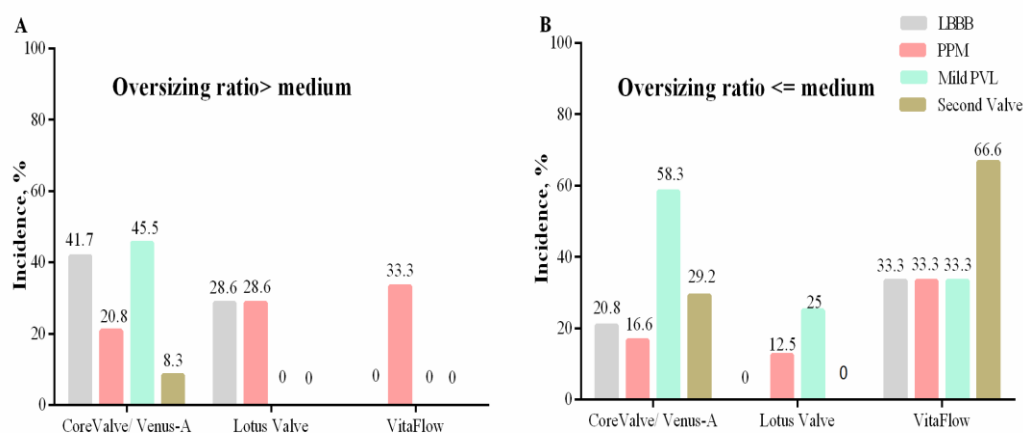 A
Oversizing ratio> medium
Incidence, %
100
80
60
40
20
0
41.7
20.8
45.5
8.3
28.6
28.6
0
0
0
33.3
0
0
CoreValve/ Venus-A
Lotus Valve
VitaFlow
B
Oversizing ratio <= medium
LBBB
PPM
Mild PVL
Second Valve
Incidence, %
100
80
60
40
20
0
20.8
16.6
58.3
29.2
0
12.5
25
0
33.3
33.3
33.3
66.6
CoreValve/ Venus-A
Lotus Valve
VitaFlow